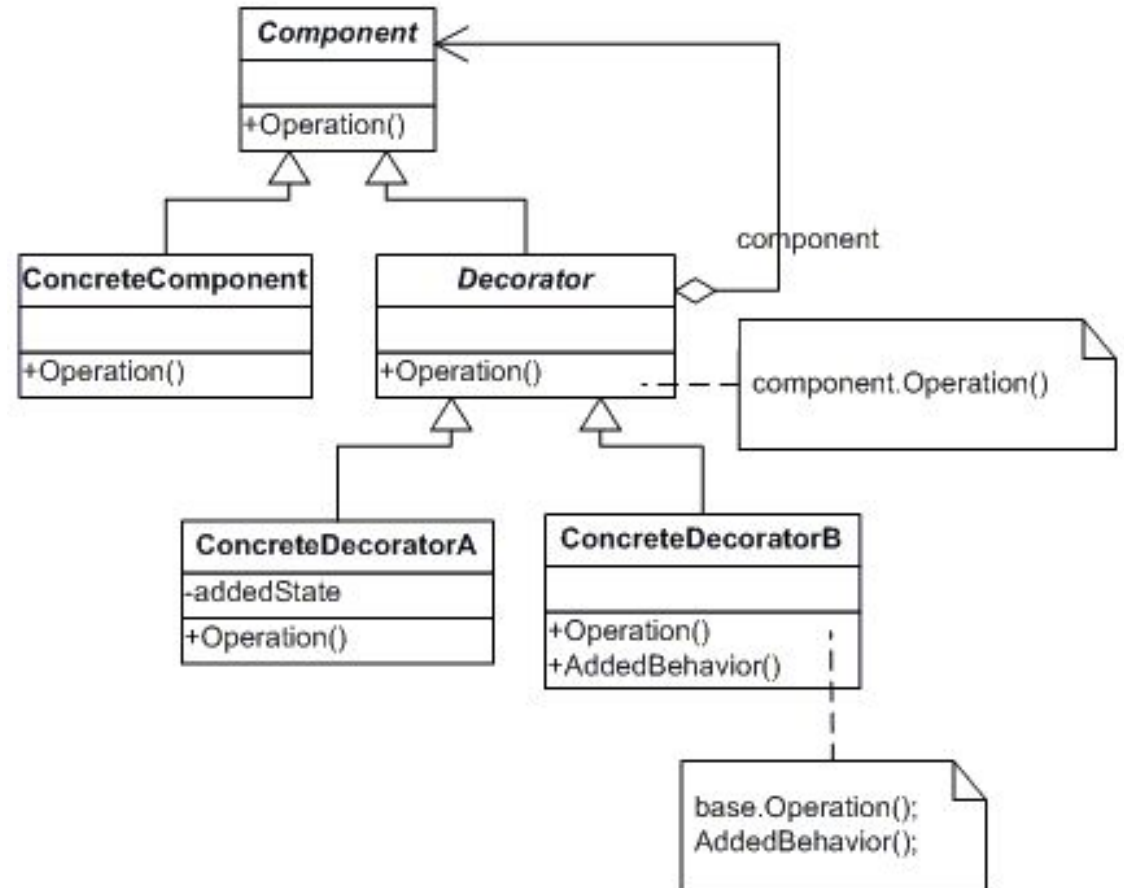 Component
+Operation()
component
ConcreteComponent
+Operation()
Decorator
+Operation()
component.Operation()
ConcreteDecoratorA
-addedState
+Operation()
ConcreteDecoratorB
+Operation()
+AddedBehavior()
base.Operation();
AddedBehavior();